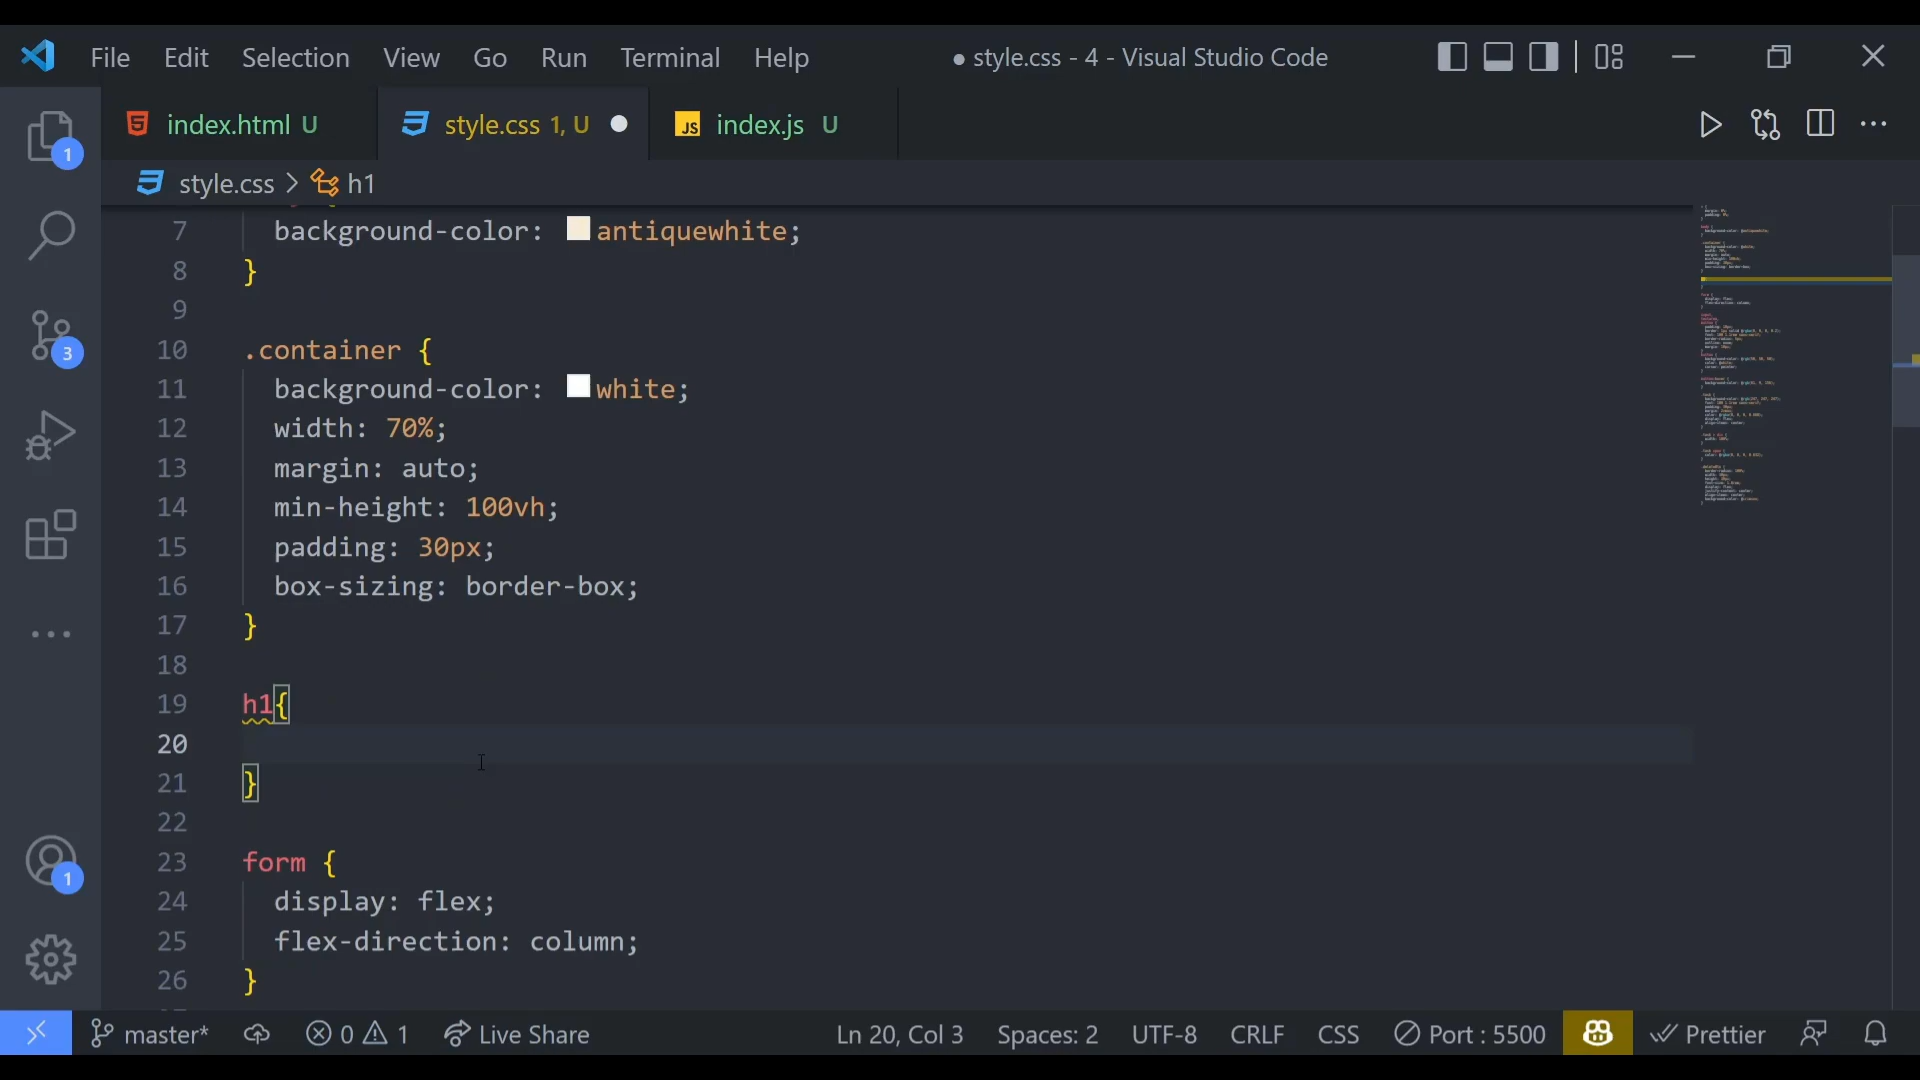 File Edit Selection View Go Run Terminal Help ● style.css - 4 - Visual Studio Code
index.html U style.css 1, U ● JS index.js U
1
style.css > h1
7 background-color: antiquewhite;
8 }
9
10 .container {
11 background-color: white;
12 width: 70%;
3
13 margin: auto;
14 min-height: 100vh;
15 padding: 30px;
16 box-sizing: border-box;
17 }
18
19 h1{
20
21 }
22
23 form {
1
24 display: flex;
25 flex-direction: column;
26 }
master* 0 1 Live Share Ln 20, Col 3 Spaces: 2 UTF-8 CRLF CSS Port : 5500 Prettier